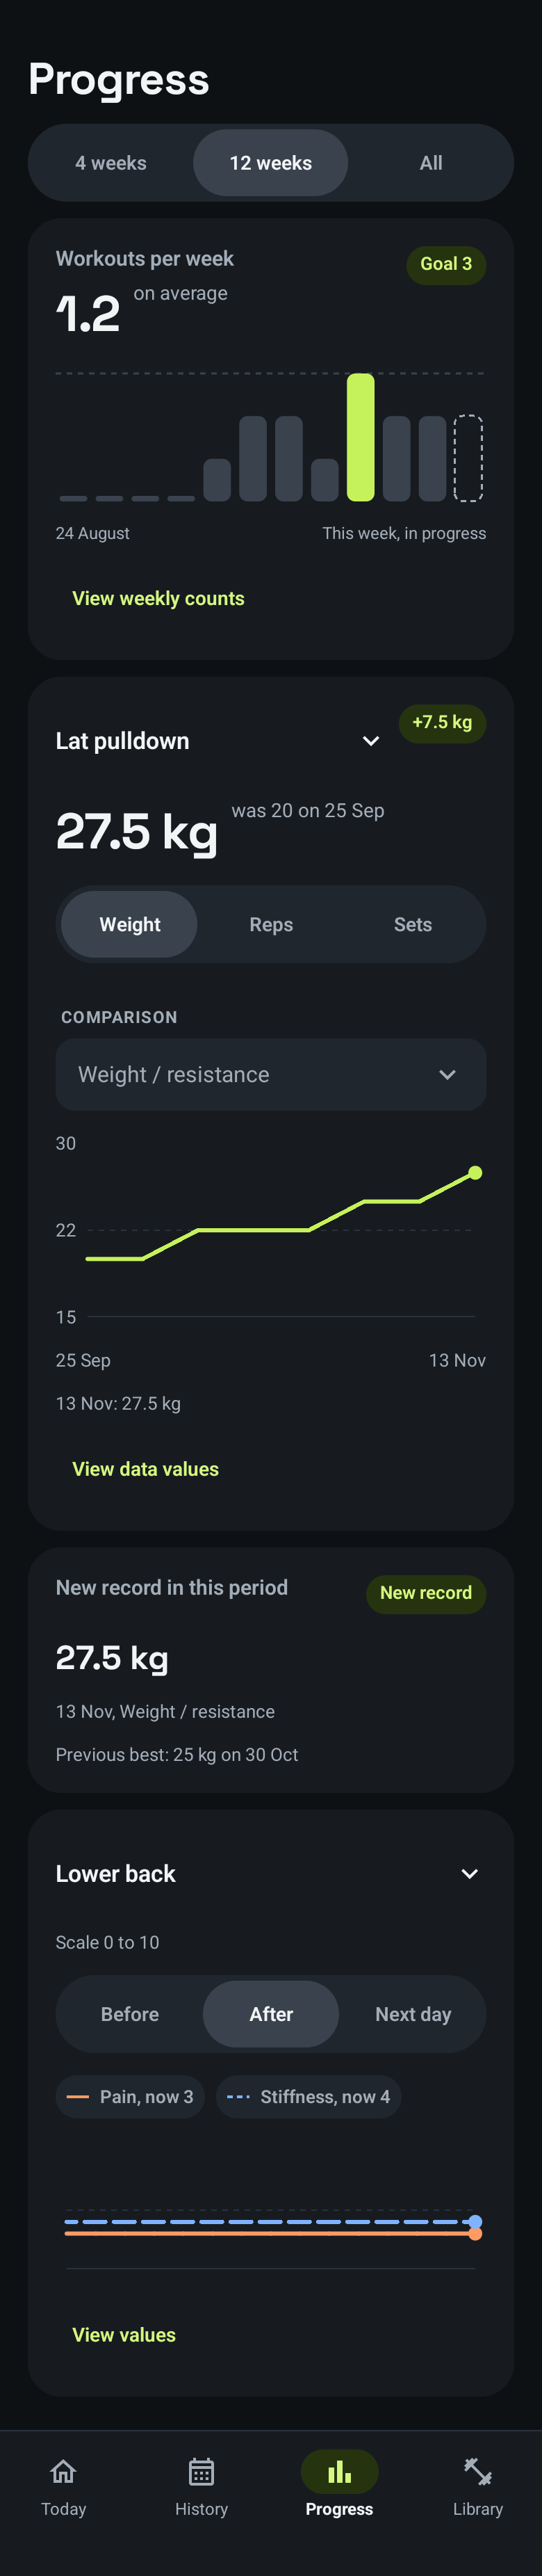 Progress
4 weeks
12 weeks
All
Workouts per week
Goal 3
1.2 on average
24 August
This week, in progress
View weekly counts
Lat pulldown
+7.5 kg
27.5 kg was 20 on 25 Sep
Weight
Reps
Sets
COMPARISON
Weight / resistance
30
22
15
25 Sep
13 Nov
13 Nov: 27.5 kg
View data values
New record in this period
New record
27.5 kg
13 Nov, Weight / resistance
Previous best: 25 kg on 30 Oct
Lower back
Scale 0 to 10
Before
After
Next day
Pain, now 3
Stiffness, now 4
View values
Today
History
Progress
Library